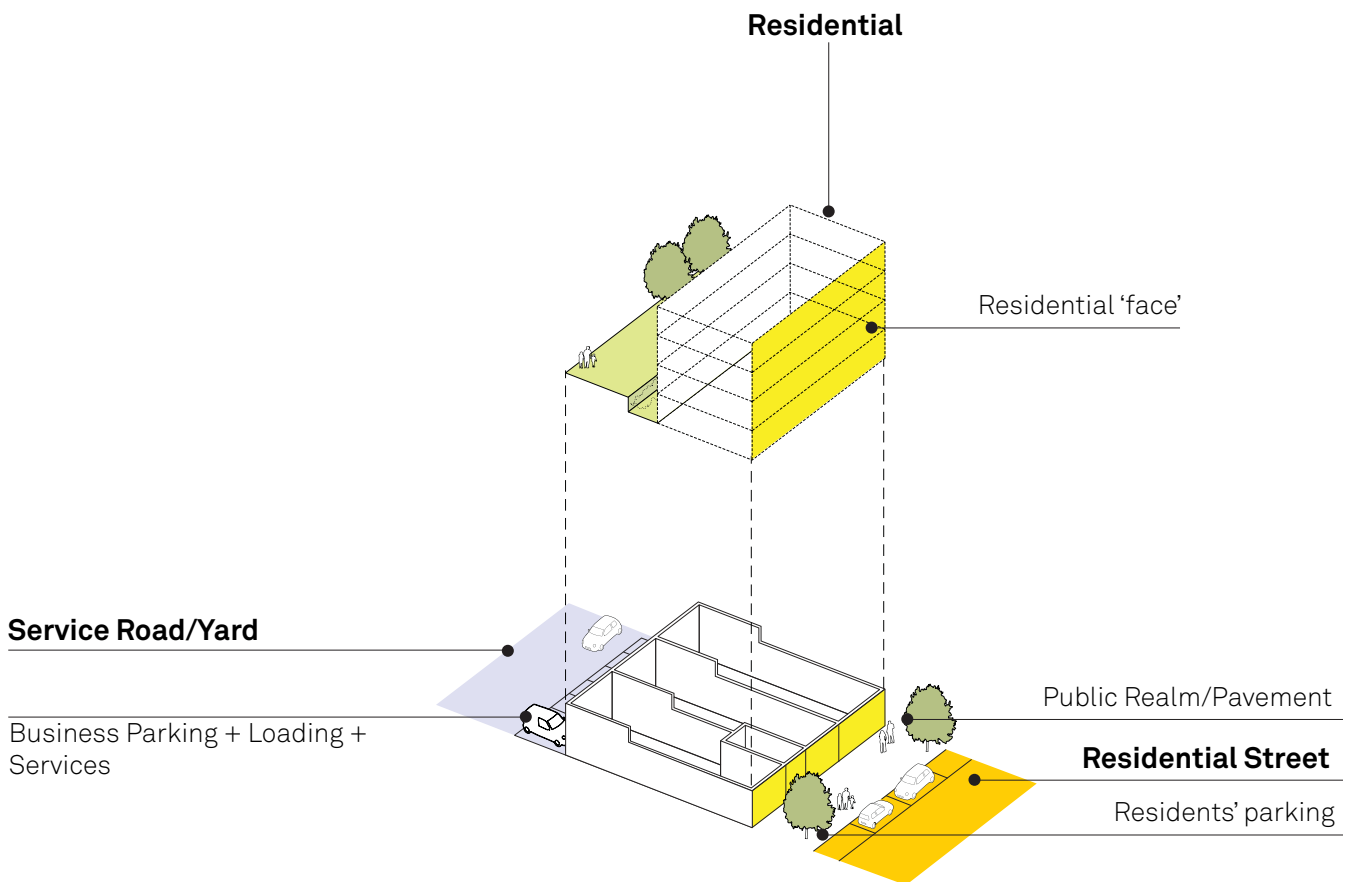 Residential
Residential ‘face’
Service Road/Yard
Business Parking + Loading +
Services
Public Realm/Pavement
Residential Street
Residents’ parking